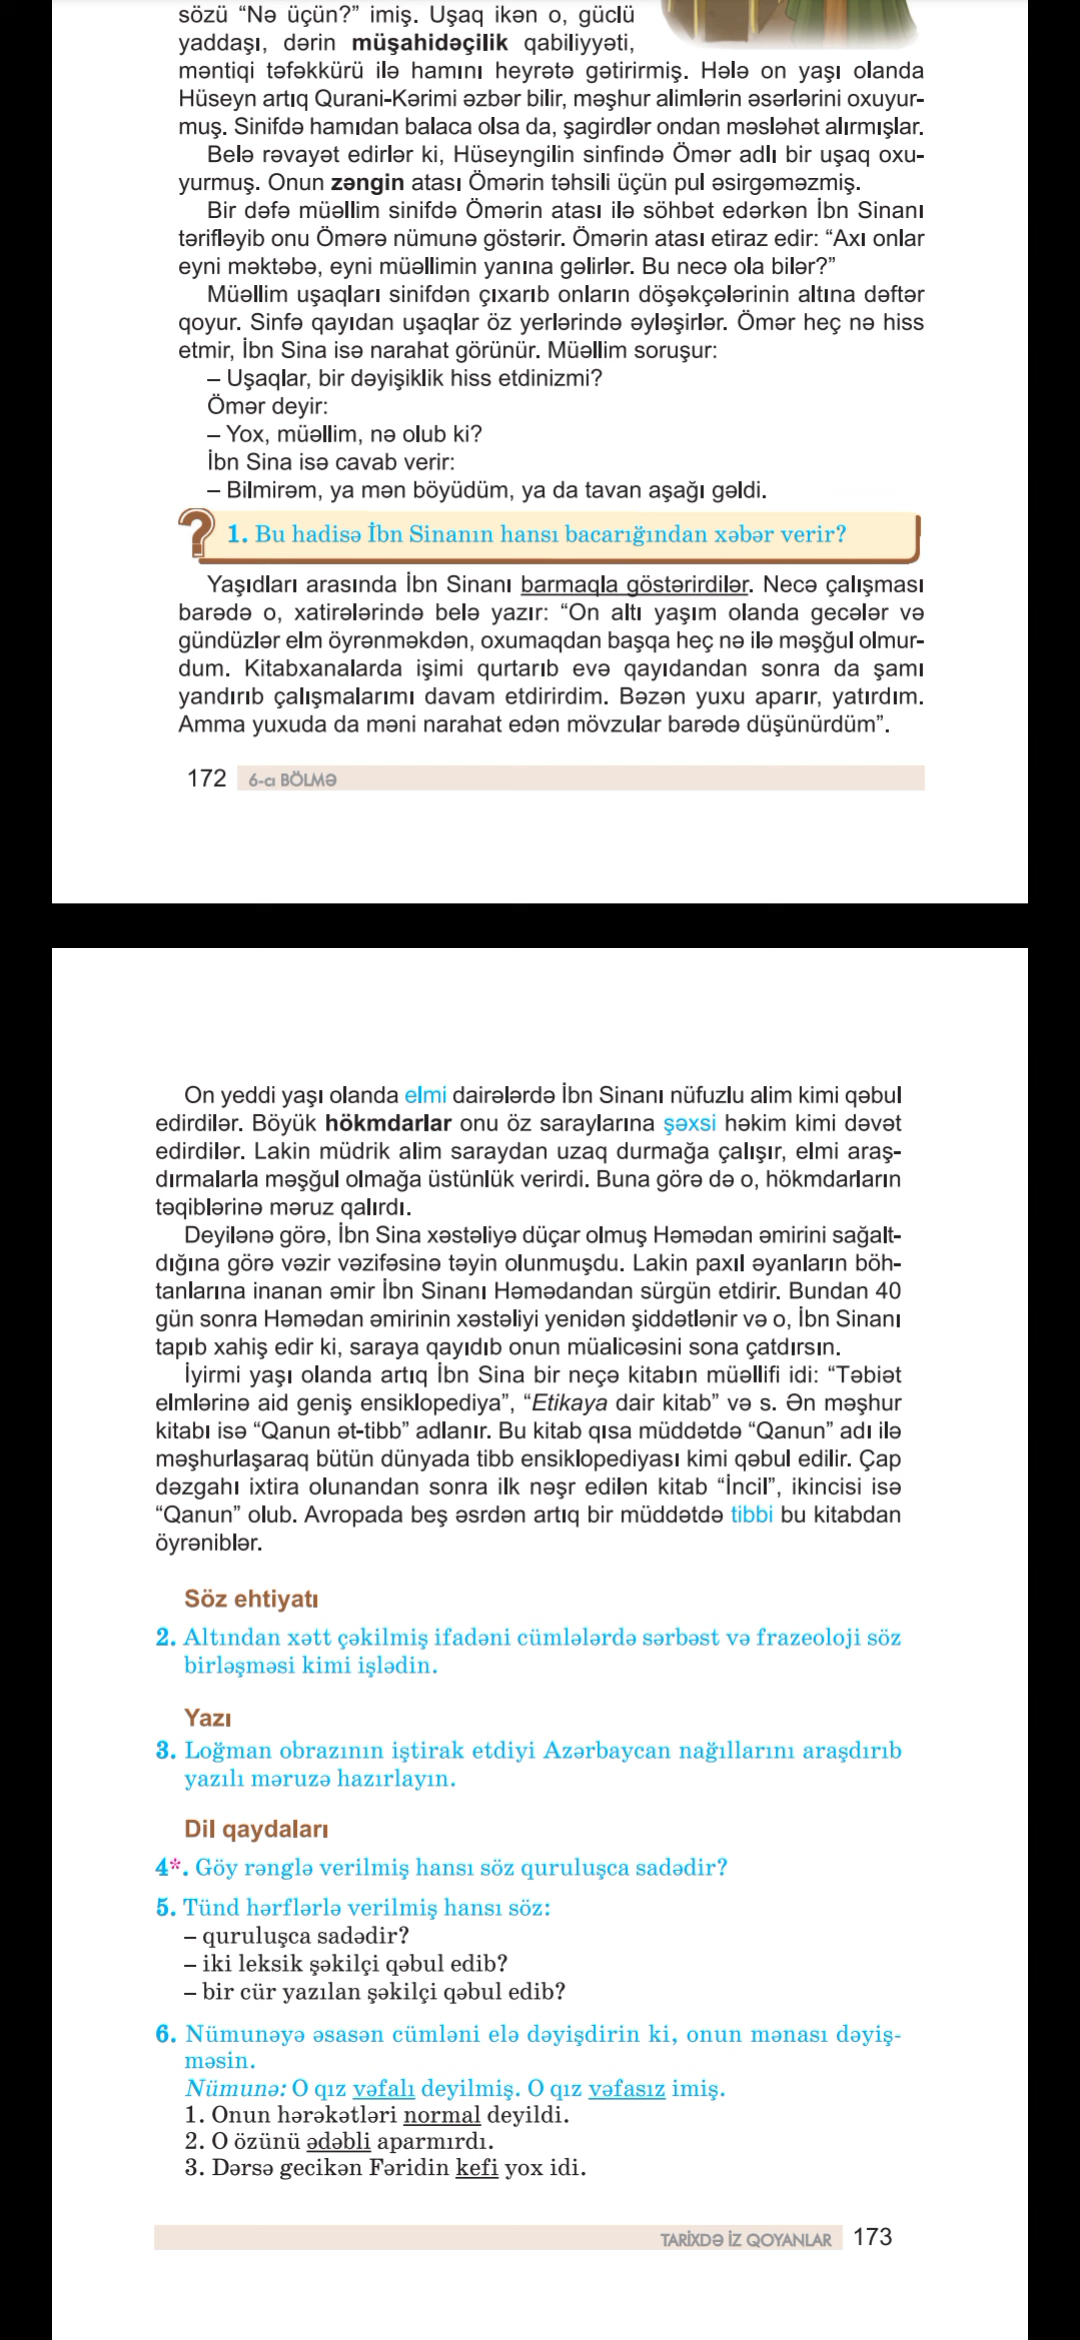 sözü “Nə üçün?” imiş. Uşaq ikən o, güclü
yaddaşı, dərin müşahidəçilik qabiliyyəti,
məntiqi təfəkkürü ilə hamını heyrətə gətirirmiş. Hələ on yaşı olanda
Hüseyn artıq Qurani-Kərimi əzbər bilir, məşhur alimlərin əsərlərini oxuyur-
muş. Sinifdə hamıdan balaca olsa da, şagirdlər ondan məsləhət alırmışlar.
Belə rəvayət edirlər ki, Hüseyngilin sinfində Ömər adlı bir uşaq oxu-
yurmuş. Onun zəngin atası Ömərin təhsili üçün pul əsirgəməzmiş.
Bir dəfə müəllim sinifdə Ömərin atası ilə söhbət edərkən İbn Sinanı
tərifləyib onu Ömərə nümunə göstərir. Ömərin atası etiraz edir: “Axı onlar
eyni məktəbə, eyni müəllimin yanına gəlirlər. Bu necə ola bilər?”
Müəllim uşaqları sinifdən çıxarıb onların döşəkçələrinin altına dəftər
qoyur. Sinfə qayıdan uşaqlar öz yerlərində əyləşirlər. Ömər heç nə hiss
etmir, İbn Sina isə narahat görünür. Müəllim soruşur:
– Uşaqlar, bir dəyişiklik hiss etdinizmi?
Ömər deyir:
– Yox, müəllim, nə olub ki?
İbn Sina isə cavab verir:
– Bilmirəm, ya mən böyüdüm, ya da tavan aşağı gəldi.
? 1. Bu hadisə İbn Sinanın hansı bacarığından xəbər verir?
Yaşıdları arasında İbn Sinanı barmaqla göstərirdilər. Necə çalışması
barədə o, xatirələrində belə yazır: “On altı yaşım olanda gecələr və
gündüzlər elm öyrənməkdən, oxumaqdan başqa heç nə ilə məşğul olmur-
dum. Kitabxanalarda işimi qurtarıb evə qayıdandan sonra da şamı
yandırıb çalışmalarımı davam etdirirdim. Bəzən yuxu aparır, yatırdım.
Amma yuxuda da məni narahat edən mövzular barədə düşünürdüm”.
172 6-cı BÖLMƏ
On yeddi yaşı olanda elmi dairələrdə İbn Sinanı nüfuzlu alim kimi qəbul
edirdilər. Böyük hökmdarlar onu öz saraylarına şəxsi həkim kimi dəvət
edirdilər. Lakin müdrik alim saraydan uzaq durmağa çalışır, elmi araş-
dırmalarla məşğul olmağa üstünlük verirdi. Buna görə də o, hökmdarların
təqiblərinə məruz qalırdı.
Deyilənə görə, İbn Sina xəstəliyə düçar olmuş Həmədan əmirini sağalt-
dığına görə vəzir vəzifəsinə təyin olunmuşdu. Lakin paxıl əyanların böh-
tanlarına inanan əmir İbn Sinanı Həmədandan sürgün etdirir. Bundan 40
gün sonra Həmədan əmirinin xəstəliyi yenidən şiddətlənir və o, İbn Sinanı
tapıb xahiş edir ki, saraya qayıdıb onun müalicəsini sona çatdırsın.
İyirmi yaşı olanda artıq İbn Sina bir neçə kitabın müəllifi idi: “Təbiət
elmlərinə aid geniş ensiklopediya”, “Etikaya dair kitab” və s. Ən məşhur
kitabı isə “Qanun ət-tibb” adlanır. Bu kitab qısa müddətdə “Qanun” adı ilə
məşhurlaşaraq bütün dünyada tibb ensiklopediyası kimi qəbul edilir. Çap
dəzgahı ixtira olunandan sonra ilk nəşr edilən kitab “İncil”, ikincisi isə
“Qanun” olub. Avropada beş əsrdən artıq bir müddətdə tibbi bu kitabdan
öyrəniblər.
Söz ehtiyatı
2. Altından xətt çəkilmiş ifadəni cümlələrdə sərbəst və frazeoloji söz
birləşməsi kimi işlədin.
Yazı
3. Loğman obrazının iştirak etdiyi Azərbaycan nağıllarını araşdırıb
yazılı məruzə hazırlayın.
Dil qaydaları
4*. Göy rənglə verilmiş hansı söz quruluşca sadədir?
5. Tünd hərflərlə verilmiş hansı söz:
– quruluşca sadədir?
– iki leksik şəkilçi qəbul edib?
– bir cür yazılan şəkilçi qəbul edib?
6. Nümunəyə əsasən cümləni elə dəyişdirin ki, onun mənası dəyiş-
məsin.
Nümunə: O qız vəfalı deyilmiş. O qız vəfasız imiş.
1. Onun hərəkətləri normal deyildi.
2. O özünü ədəbli aparmırdı.
3. Dərsə gecikən Fəridin kefi yox idi.
TARİXDƏ İZ QOYANLAR 173